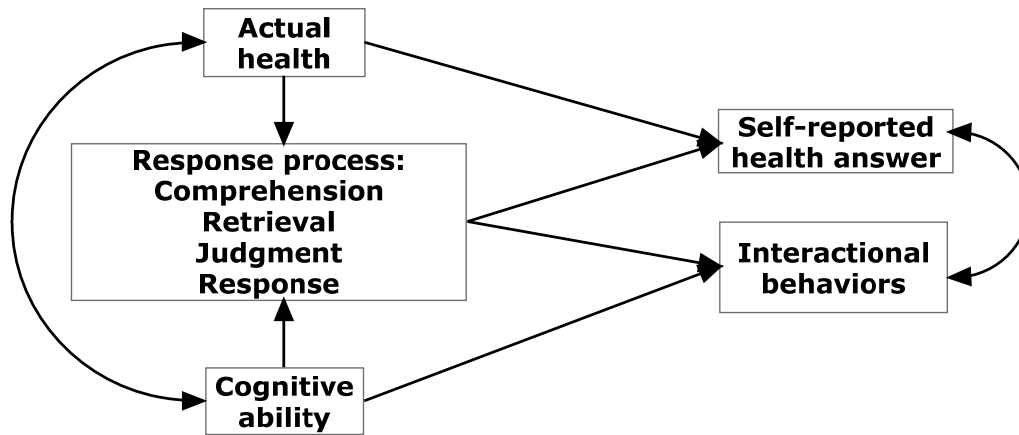 Actual
health
Response process:
Comprehension
Retrieval
Judgment
Response
Cognitive
ability
Self-reported
health answer
Interactional
behaviors